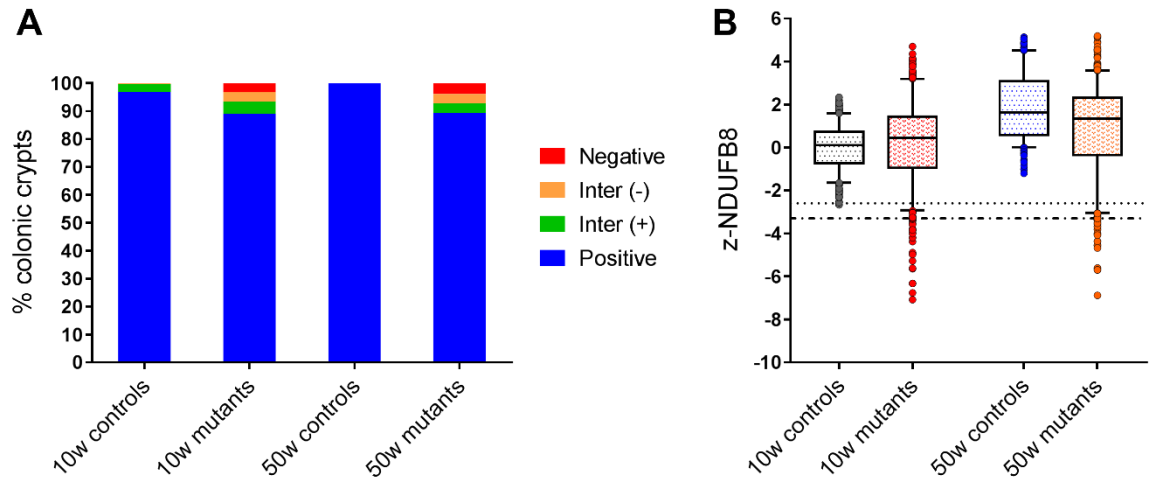 A
% colonic crypts
100
90
80
70
60
50
40
30
20
10
0
10w controls
10w mutants
50w controls
50w mutants
Negative
Inter (-)
Inter (+)
Positive
B
z-NDUFB8
6
4
2
0
-2
-4
-6
-8
-10
10w controls
10w mutants
50w controls
50w mutants